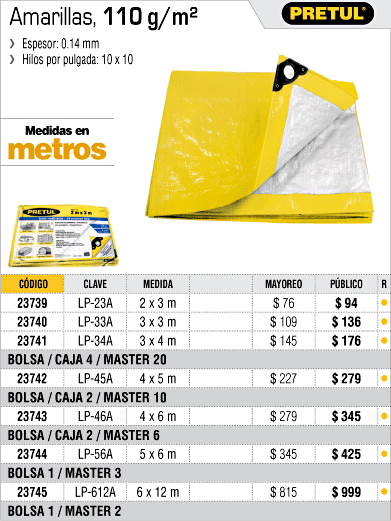 Amarillas, 110 g/m²
PRETUL®
❯ Espesor: 0.14 mm
❯ Hilos por pulgada: 10 x 10
Medidas en
metros
PRETUL
2 m x 3 m
CÓDIGO CLAVE MEDIDA MAYOREO PÚBLICO R
23739 LP-23A 2 x 3 m $ 76 $ 94 •
23740 LP-33A 3 x 3 m $ 109 $ 136 •
23741 LP-34A 3 x 4 m $ 145 $ 176 •
BOLSA / CAJA 4 / MASTER 20
23742 LP-45A 4 x 5 m $ 227 $ 279 •
BOLSA / CAJA 2 / MASTER 10
23743 LP-46A 4 x 6 m $ 279 $ 345 •
BOLSA / CAJA 2 / MASTER 6
23744 LP-56A 5 x 6 m $ 345 $ 425 •
BOLSA 1 / MASTER 3
23745 LP-612A 6 x 12 m $ 815 $ 999 •
BOLSA 1 / MASTER 2